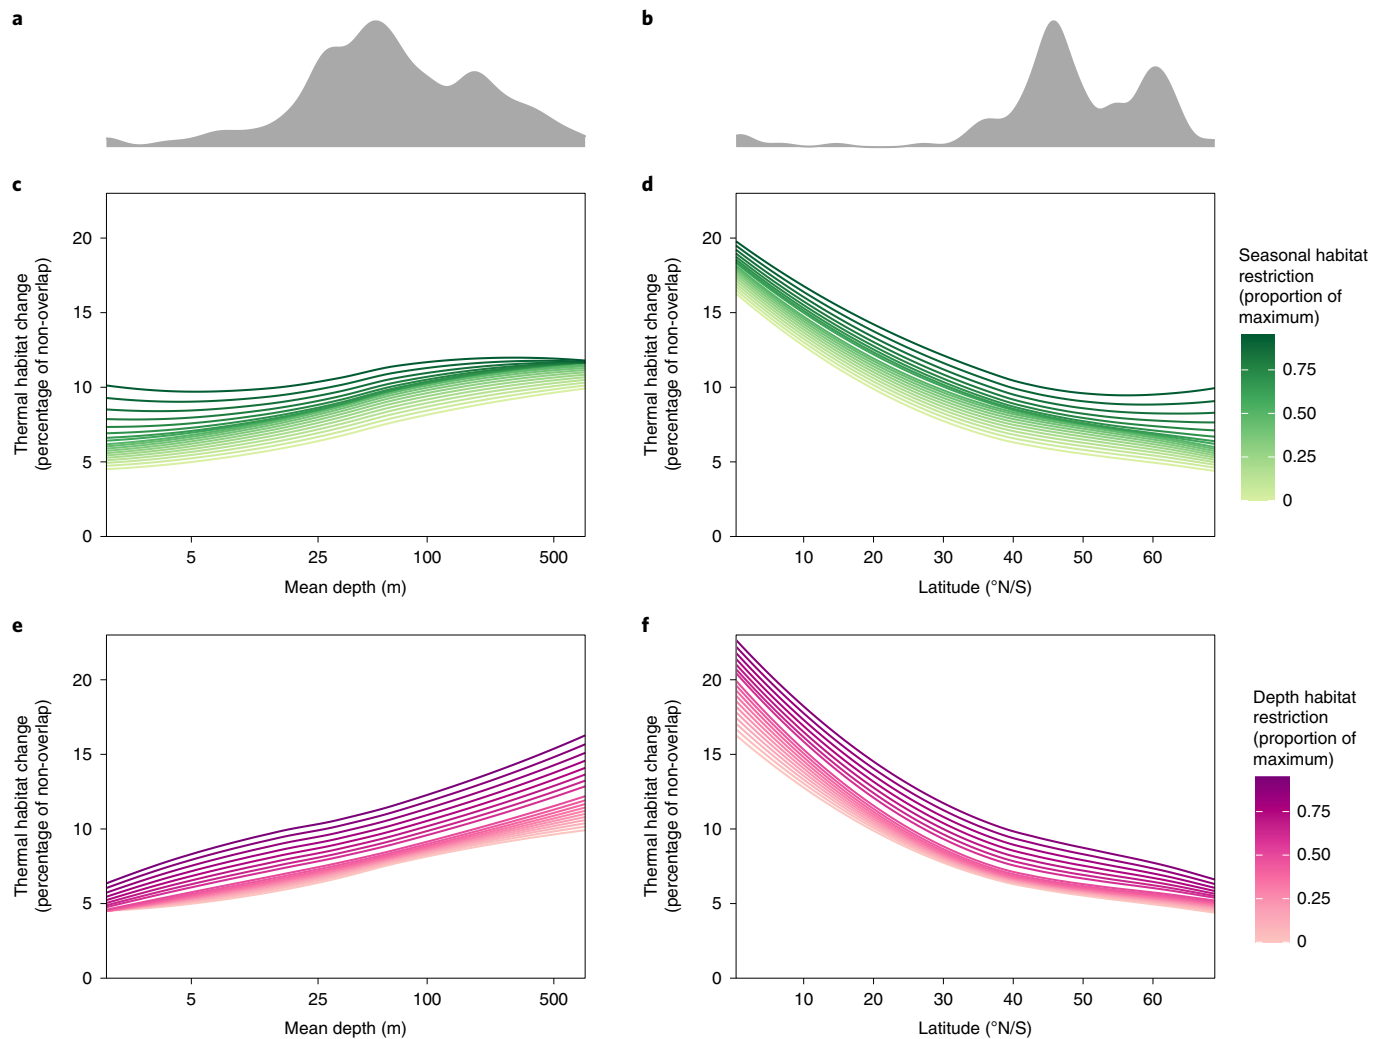 a
b
c
Thermal habitat change
(percentage of non-overlap)
20
15
10
5
0
5
25
100
500
Mean depth (m)
d
Thermal habitat change
(percentage of non-overlap)
20
15
10
5
0
10
20
30
40
50
60
Latitude (°N/S)
Seasonal habitat
restriction
(proportion of
maximum)
0.75
0.50
0.25
0
e
Thermal habitat change
(percentage of non-overlap)
20
15
10
5
0
5
25
100
500
Mean depth (m)
f
Thermal habitat change
(percentage of non-overlap)
20
15
10
5
0
10
20
30
40
50
60
Latitude (°N/S)
Depth habitat
restriction
(proportion of
maximum)
0.75
0.50
0.25
0